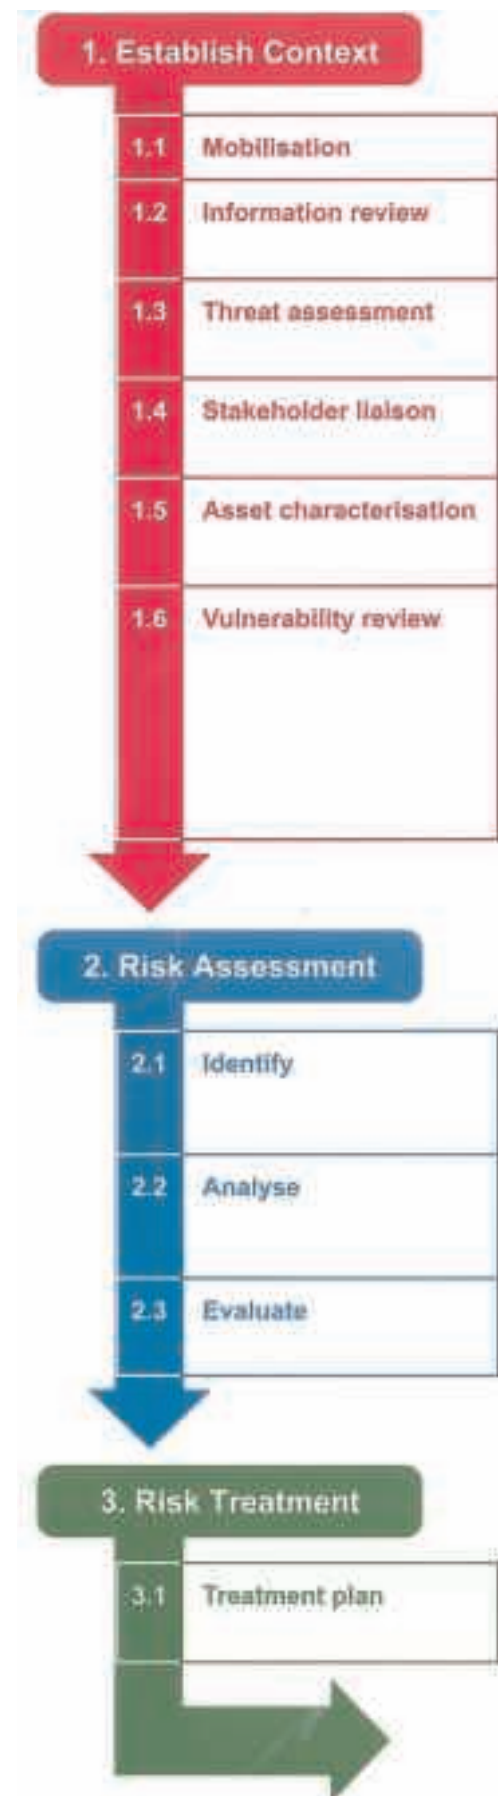 1. Establish Context
1.1 Mobilisation
1.2 Information review
1.3 Threat assessment
1.4 Stakeholder liaison
1.5 Asset characterisation
1.6 Vulnerability review
2. Risk Assessment
2.1 Identify
2.2 Analyse
2.3 Evaluate
3. Risk Treatment
3.1 Treatment plan